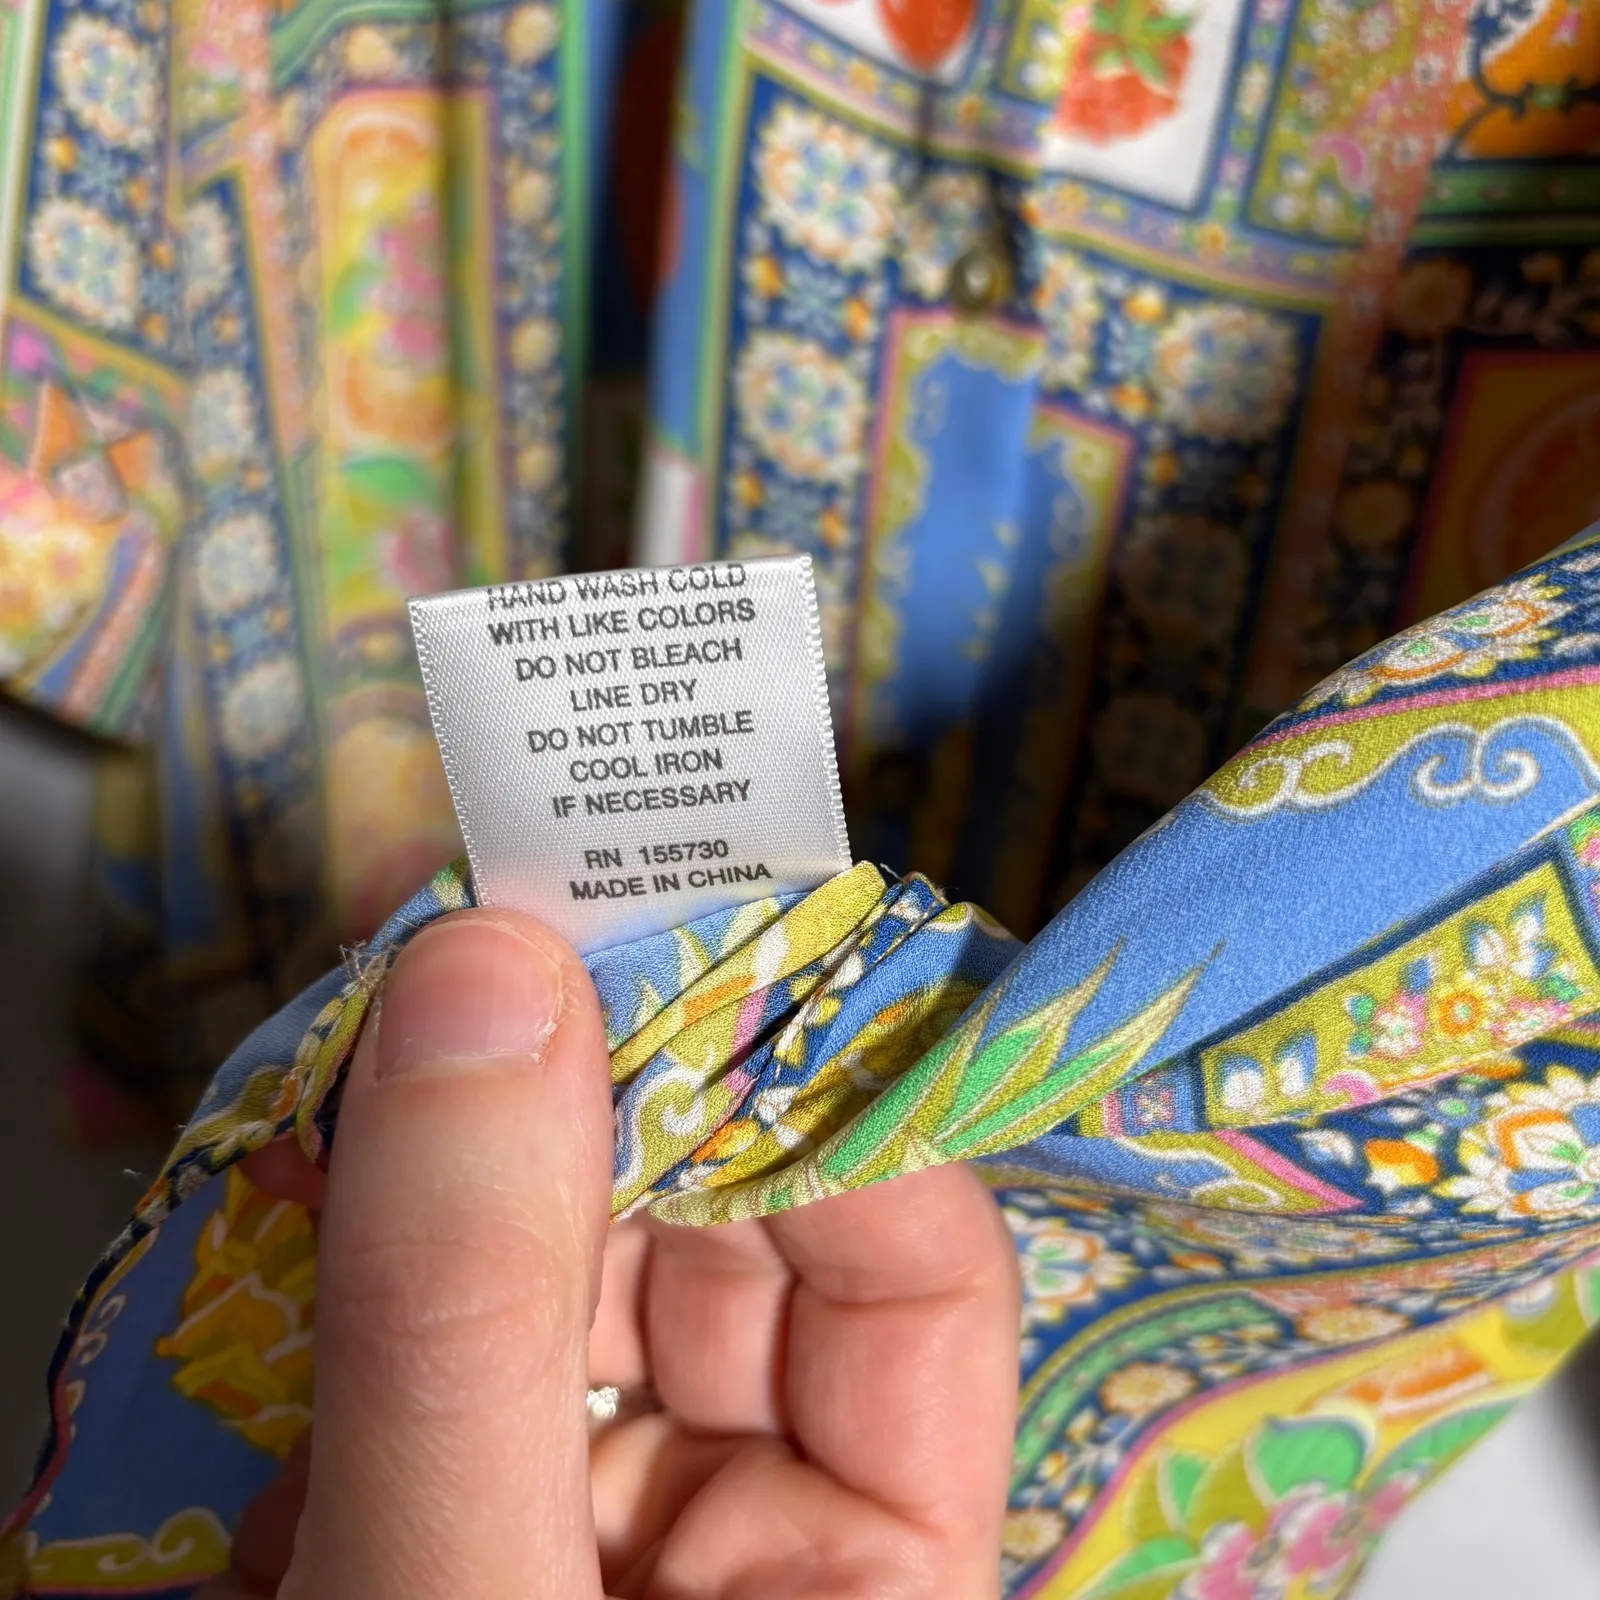 HAND WASH COLD
WITH LIKE COLORS
DO NOT BLEACH
LINE DRY
DO NOT TUMBLE
COOL IRON
IF NECESSARY
RN 155730
MADE IN CHINA